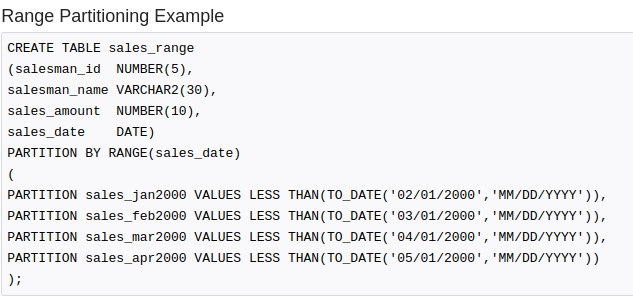 Range Partitioning Example
CREATE TABLE sales_range
(salesman_id  NUMBER(5),
salesman_name VARCHAR2(30),
sales_amount  NUMBER(10),
sales_date    DATE)
PARTITION BY RANGE(sales_date)
(
PARTITION sales_jan2000 VALUES LESS THAN(TO_DATE('02/01/2000','MM/DD/YYYY')),
PARTITION sales_feb2000 VALUES LESS THAN(TO_DATE('03/01/2000','MM/DD/YYYY')),
PARTITION sales_mar2000 VALUES LESS THAN(TO_DATE('04/01/2000','MM/DD/YYYY')),
PARTITION sales_apr2000 VALUES LESS THAN(TO_DATE('05/01/2000','MM/DD/YYYY'))
);